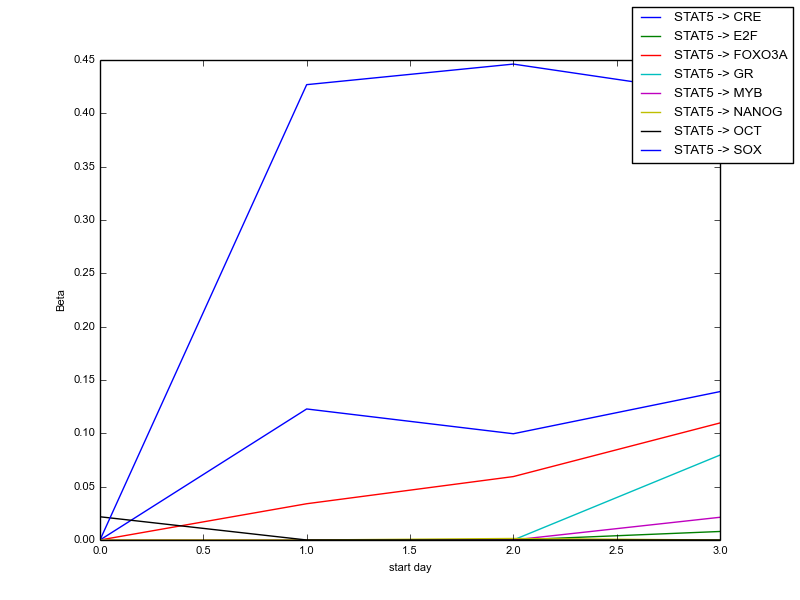 STAT5 -> CRE
STAT5 -> E2F
STAT5 -> FOXO3A
STAT5 -> GR
STAT5 -> MYB
STAT5 -> NANOG
STAT5 -> OCT
STAT5 -> SOX
0.45
0.40
0.35
0.30
0.25
0.20
0.15
0.10
0.05
0.00
Beta
0.0 0.5 1.0 1.5 2.0 2.5 3.0
start day